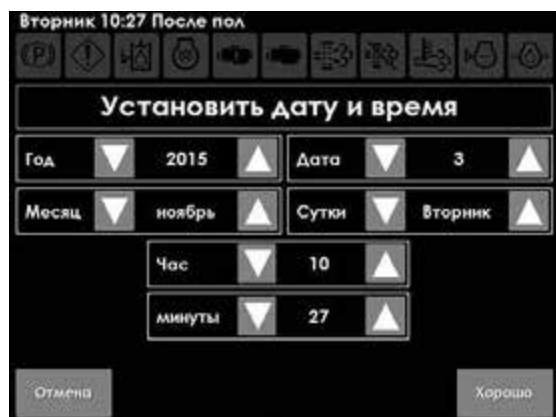 Вторник 10:27 После пол
(P)
Установить дату и время
Год 2015 Дата 3
Месяц ноябрь Сутки Вторник
Час 10
минуты 27
Отмена Хорошо